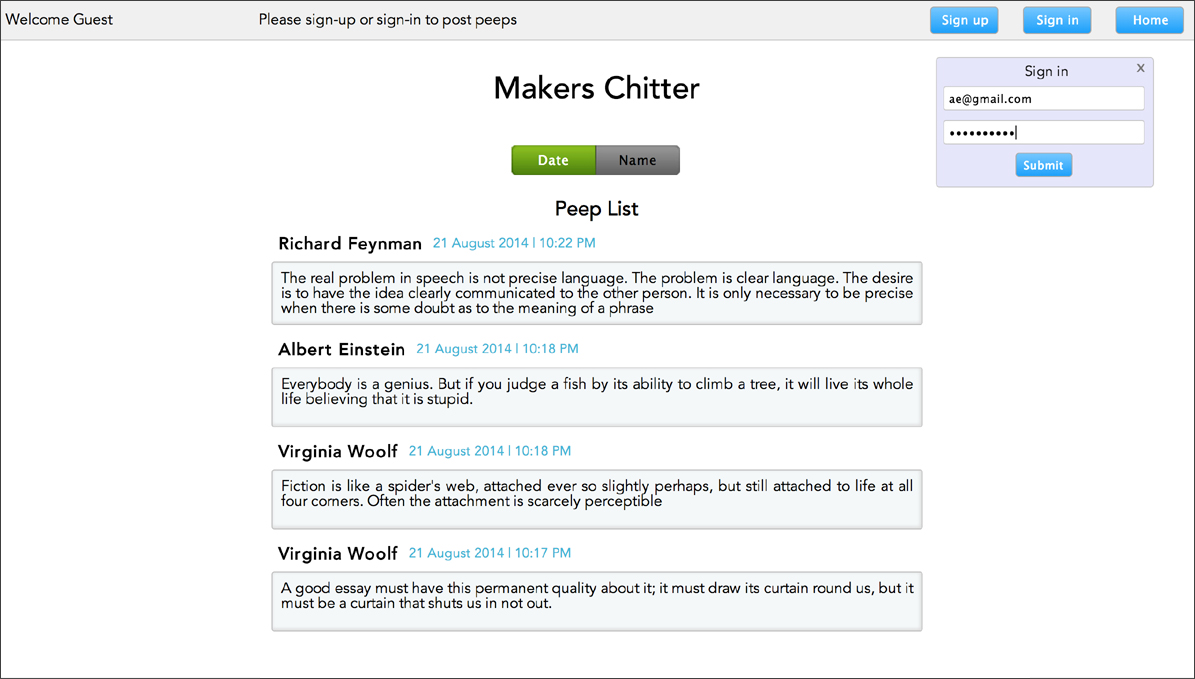 Welcome Guest
Please sign-up or sign-in to post peeps
Sign up
Sign in
Home
Sign in
x
ae@gmail.com
••••••••••
Submit
Makers Chitter
Date
Name
Peep List
Richard Feynman 21 August 2014 | 10:22 PM
The real problem in speech is not precise language. The problem is clear language. The desire
is to have the idea clearly communicated to the other person. It is only necessary to be precise
when there is some doubt as to the meaning of a phrase
Albert Einstein 21 August 2014 | 10:18 PM
Everybody is a genius. But if you judge a fish by its ability to climb a tree, it will live its whole
life believing that it is stupid.
Virginia Woolf 21 August 2014 | 10:18 PM
Fiction is like a spider's web, attached ever so slightly perhaps, but still attached to life at all
four corners. Often the attachment is scarcely perceptible
Virginia Woolf 21 August 2014 | 10:17 PM
A good essay must have this permanent quality about it; it must draw its curtain round us, but it
must be a curtain that shuts us in not out.